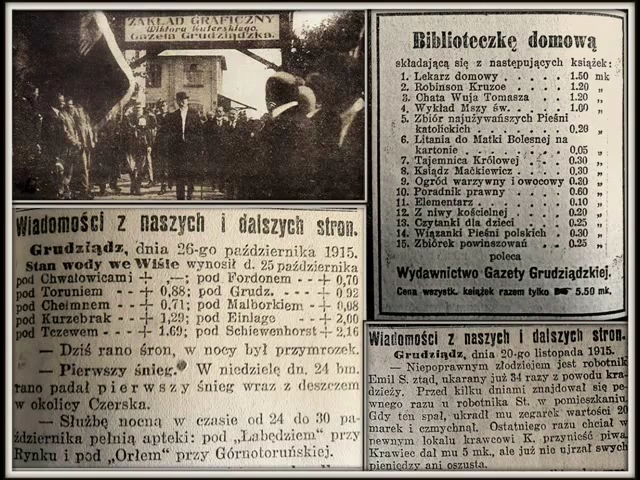 ZAKŁAD GRAFICZNY
Wiktora Kulerskiego.
Gazeta Grudziądzka.
Biblioteczkę domową
składającą się z następujących książek:
1. Lekarz domowy . . . . 1.50 mk
2. Robinson Kruzoe . . . . 1.20 „
3. Chata Wuja Tomasza . . . 1.20 „
4. Wykład Mszy św. . . . . 1.00 „
5. Zbiór najużywańszych Pieśni
katolickich . . . . . . 0,20 „
6. Litania do Matki Bolesnej na
kartonie . . . . . . 0,05 „
7. Tajemnica Królowej . . . 0.30 „
8. Ksiądz Maćkiewicz . . . . 0.30 „
9. Ogród warzywny i owocowy 0.30 „
10. Poradnik prawny . . . . 0.60 „
11. Elementarz . . . . . . 0.10 „
12. Z niwy kościelnej . . . . 0.20 „
13. Czytanki dla dzieci . . . 0.25 „
14. Wiązanki Pieśni polskich . . 0.30 „
15. Zbiórek powinszowań . . . 0.25 „
poleca
Wydawnictwo Gazety Grudziądzkiej.
Cena wszystk. książek razem tylko ☛ 5.50 mk.
Wiadomości z naszych i dalszych stron.
Grudziądz, dnia 26-go października 1915.
Stan wody we Wiśle wynosił d. 25 października
pod Chwałowicami + —; pod Fordonem - - + 0,70
pod Toruniem - - + 0,88; pod Grudz. - - + 0 92
pod Chełmnem - - + 0,71; pod Malborkiem - + 0,08
pod Kurzebrak - + 1,29; pod Einlage - - + 2,00
pod Tczewem - - + 1.69; pod Schiewenhorst + 2,16
— Dziś rano śron, w nocy był przymrozek.
— Pierwszy śnieg. W niedzielę dn. 24 bm.
rano padał pierwszy śnieg wraz z deszczem
w okolicy Czerska.
— Służbę nocną w czasie od 24 do 30 pa-
ździernika pełnią apteki: pod „Łabędziem” przy
Rynku i pod „Orłem” przy Górnotoruńskiej.
Wiadomości z naszych i dalszych stron.
Grudziądz, dnia 20-go listopada 1915.
— Niepoprawnym złodziejem jest robotnik
Emil S. ztąd, ukarany już 34 razy z powodu kra-
dzieży. Przed kilku dniami znajdował się pe-
wnego razu u robotnika St. w pomieszkaniu.
Gdy ten spał, ukradł mu zegarek wartości 20
marek i czmychnął. Ostatniego razu chciał w
pewnym lokalu krawcowi K. przynieść piwa.
Krawiec dał mu 5 mk., ale już nie ujrzał swych
pieniędzy ani oszusta.